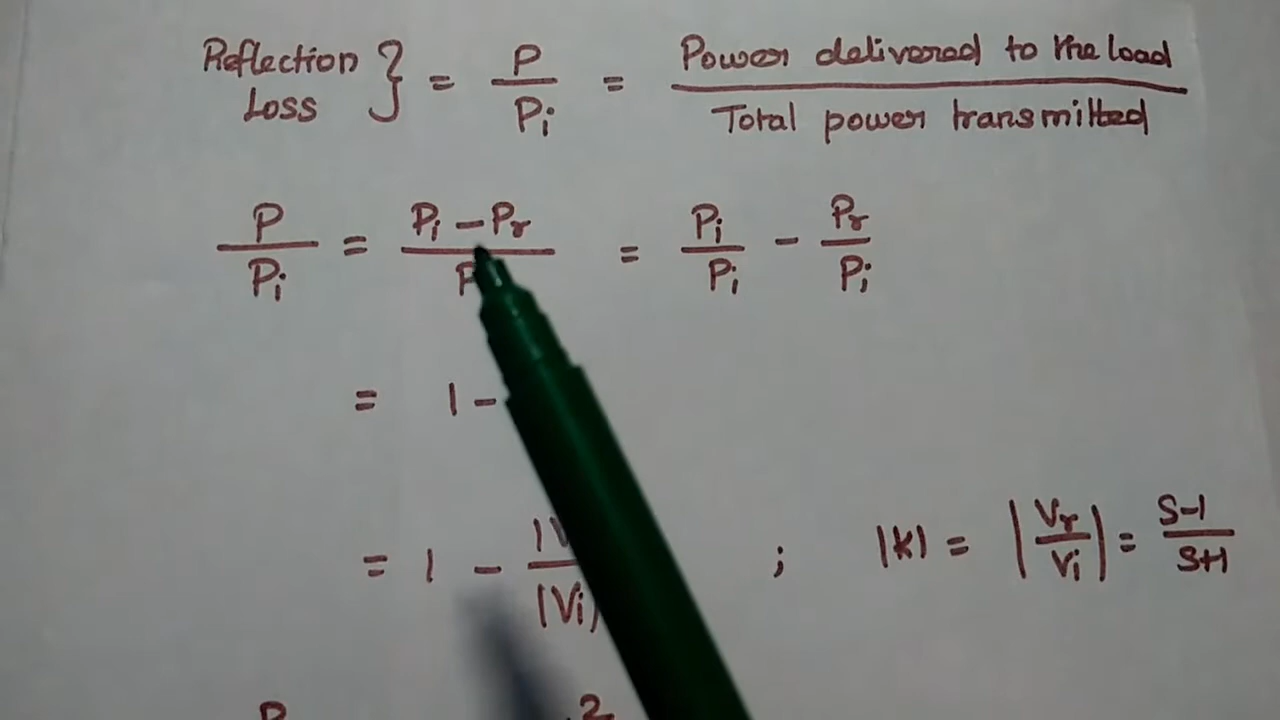 Reflection Loss } = P / Pi = Power delivered to the load / Total power transmitted
P / Pi = Pi - Pr / P = Pi / Pi - Pr / Pi
= 1 -
= 1 - |V / |Vi| ; |K| = |Vr / Vi| = S-1 / S+1
P 2